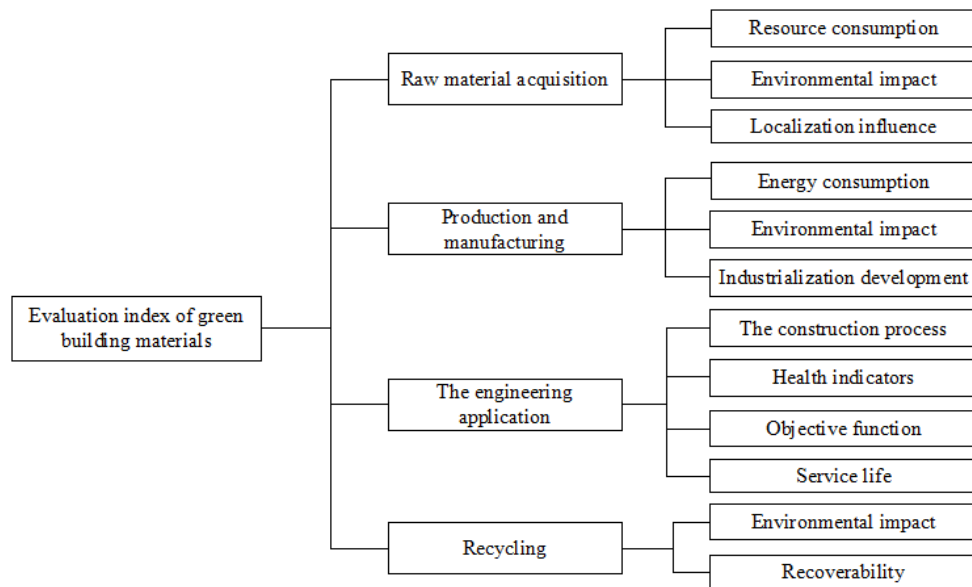 Evaluation index of green
building materials
Raw material acquisition
Resource consumption
Environmental impact
Localization influence
Production and
manufacturing
Energy consumption
Environmental impact
Industrialization development
The engineering
application
The construction process
Health indicators
Objective function
Service life
Recycling
Environmental impact
Recoverability